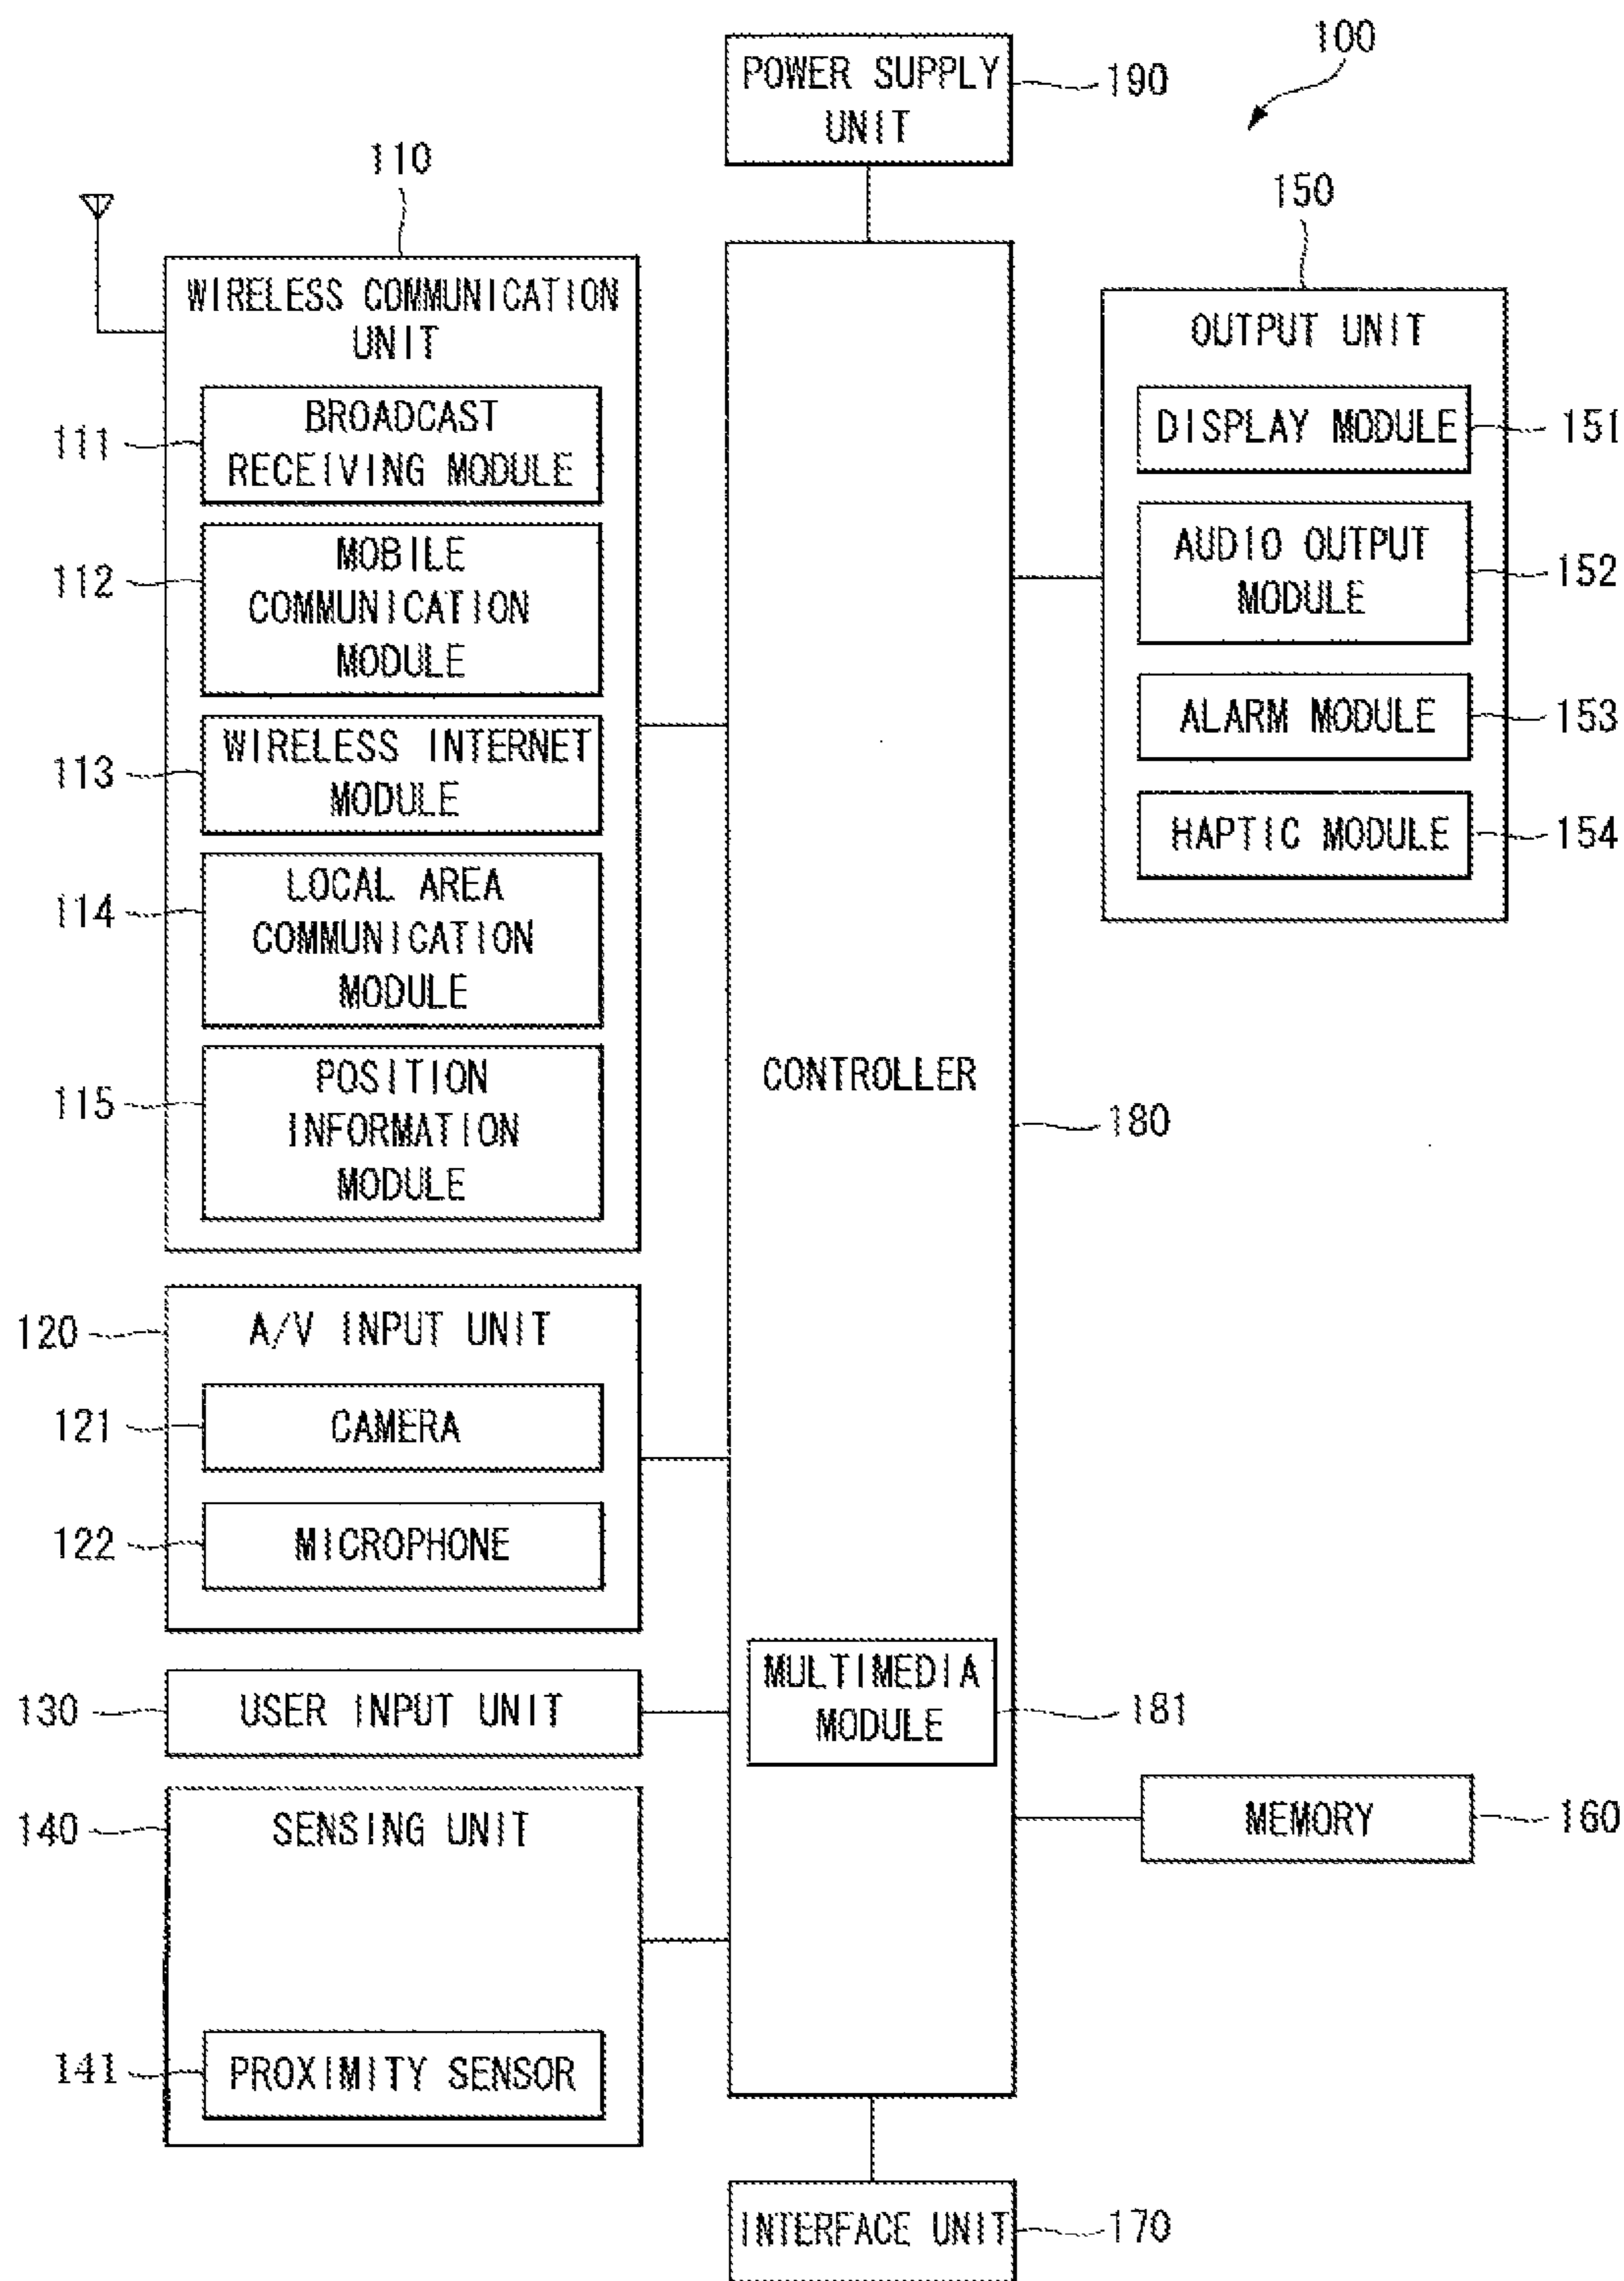 100
POWER SUPPLY
UNIT
190
110
WIRELESS COMMUNICATION
UNIT
111
BROADCAST
RECEIVING MODULE
112
MOBILE
COMMUNICATION
MODULE
113
WIRELESS INTERNET
MODULE
114
LOCAL AREA
COMMUNICATION
MODULE
115
POSITION
INFORMATION
MODULE
120
A/V INPUT UNIT
121
CAMERA
122
MICROPHONE
130
USER INPUT UNIT
140
SENSING UNIT
141
PROXIMITY SENSOR
CONTROLLER
180
MULTIMEDIA
MODULE
181
150
OUTPUT UNIT
DISPLAY MODULE
151
AUDIO OUTPUT
MODULE
152
ALARM MODULE
153
HAPTIC MODULE
154
MEMORY
160
INTERFACE UNIT
170